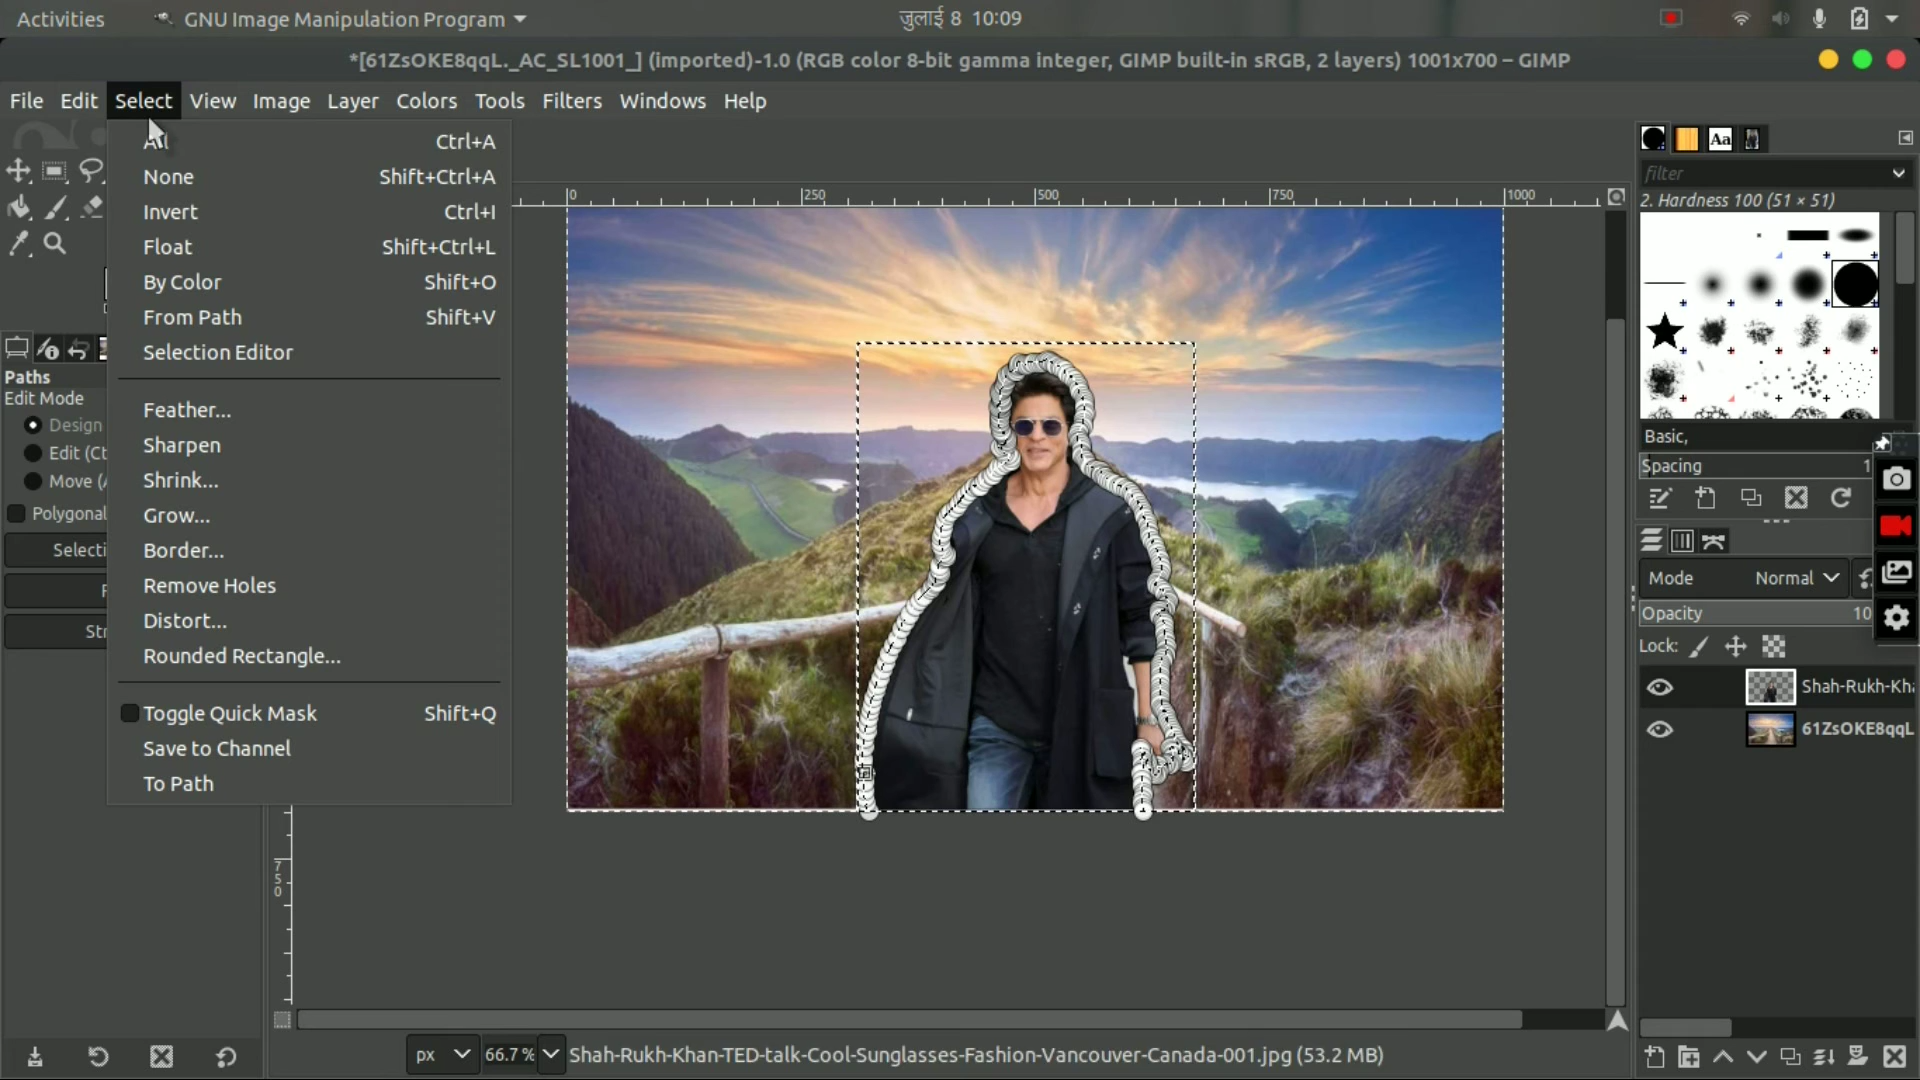 Activities
GNU Image Manipulation Program
जुलाई 8 10:09
*[61ZsOKE8qqL._AC_SL1001_] (imported)-1.0 (RGB color 8-bit gamma integer, GIMP built-in sRGB, 2 layers) 1001x700 – GIMP
File Edit Select View Image Layer Colors Tools Filters Windows Help
All Ctrl+A
None Shift+Ctrl+A
Invert Ctrl+I
Float Shift+Ctrl+L
By Color Shift+O
From Path Shift+V
Selection Editor
Feather...
Sharpen
Shrink...
Grow...
Border...
Remove Holes
Distort...
Rounded Rectangle...
Toggle Quick Mask Shift+Q
Save to Channel
To Path
Paths
Edit Mode
Design
Edit (Ct
Move (
Polygonal
Selecti
Str
0 250 500 750 1000
750
Aa
filter
2. Hardness 100 (51 × 51)
Basic,
Spacing 1
Mode Normal
Opacity 10
Lock:
Shah-Rukh-Kha
61ZsOKE8qqL
px 66.7 % Shah-Rukh-Khan-TED-talk-Cool-Sunglasses-Fashion-Vancouver-Canada-001.jpg (53.2 MB)